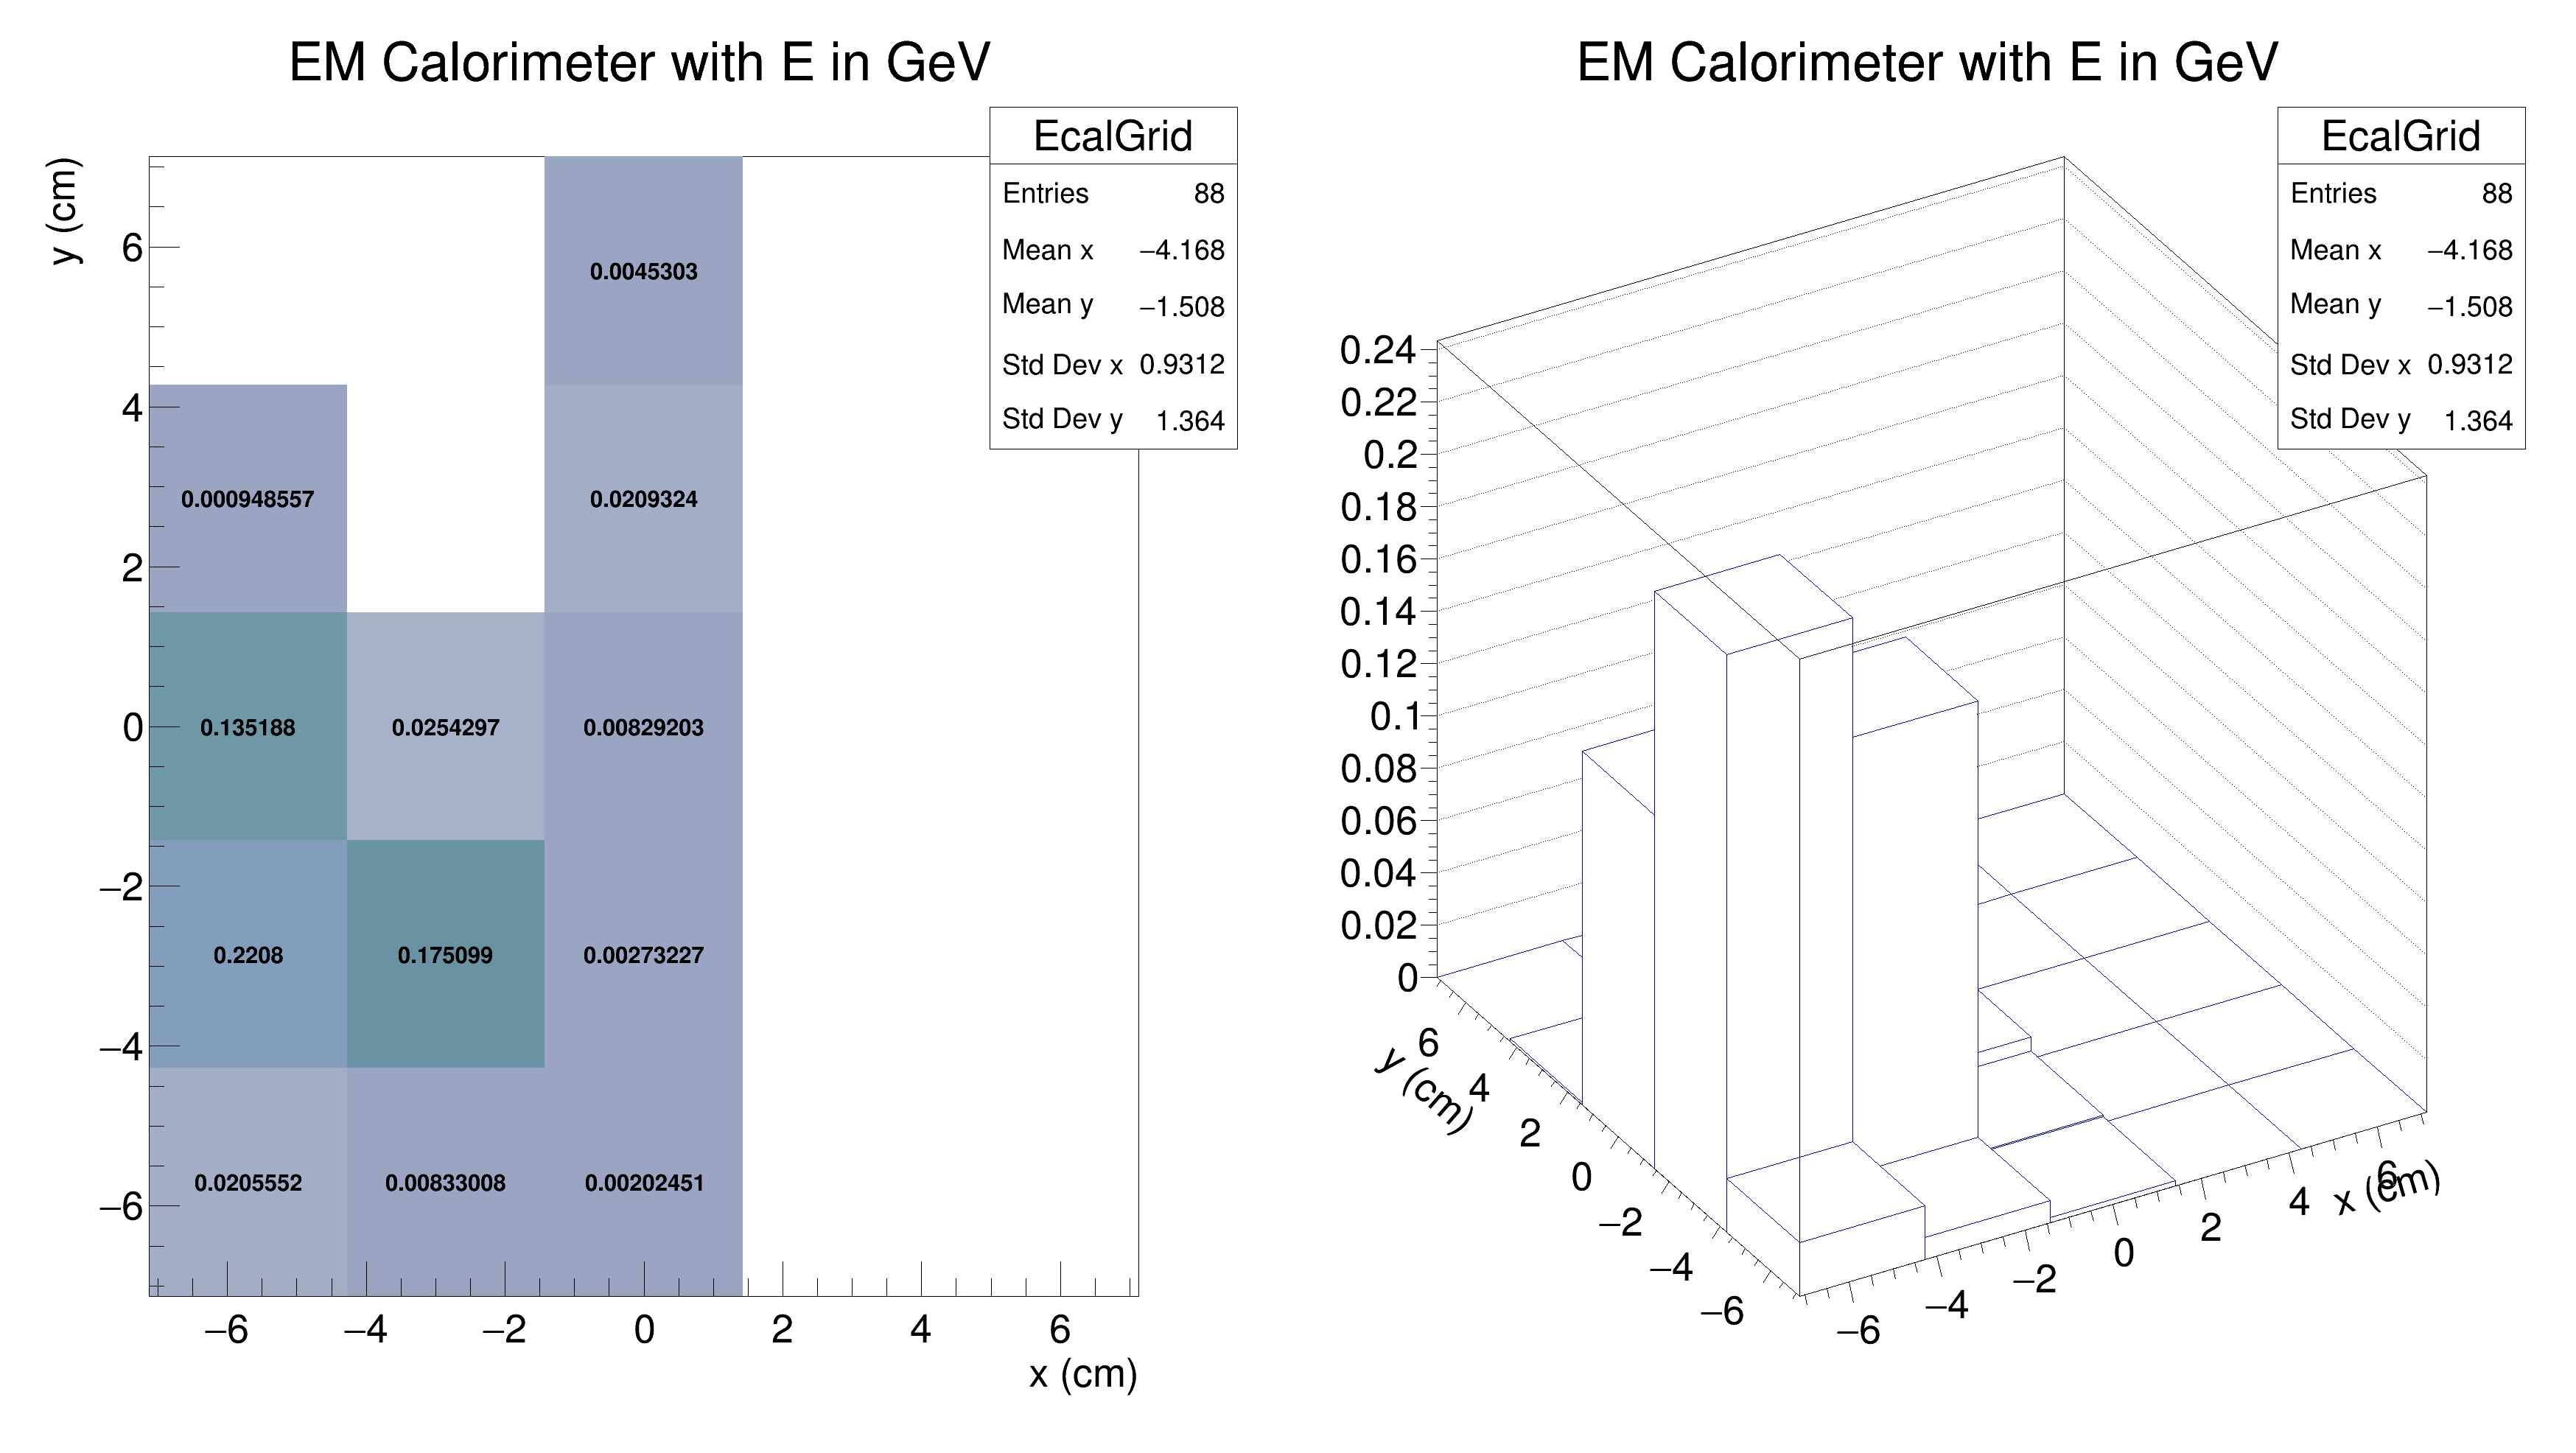 EM Calorimeter with E in GeV
EcalGrid
Entries 88
Mean x −4.168
Mean y −1.508
Std Dev x 0.9312
Std Dev y 1.364
y (cm)
6
4
2
0
−2
−4
−6
0.0045303
0.000948557 0.0209324
0.135188 0.0254297 0.00829203
0.2208 0.175099 0.00273227
0.0205552 0.00833008 0.00202451
−6 −4 −2 0 2 4 6
x (cm)
EM Calorimeter with E in GeV
EcalGrid
Entries 88
Mean x −4.168
Mean y −1.508
Std Dev x 0.9312
Std Dev y 1.364
0.24
0.22
0.2
0.18
0.16
0.14
0.12
0.1
0.08
0.06
0.04
0.02
0
y (cm)
6
4
2
0
−2
−4
−6
−6
−4
−2
0
2
4
6
x (cm)